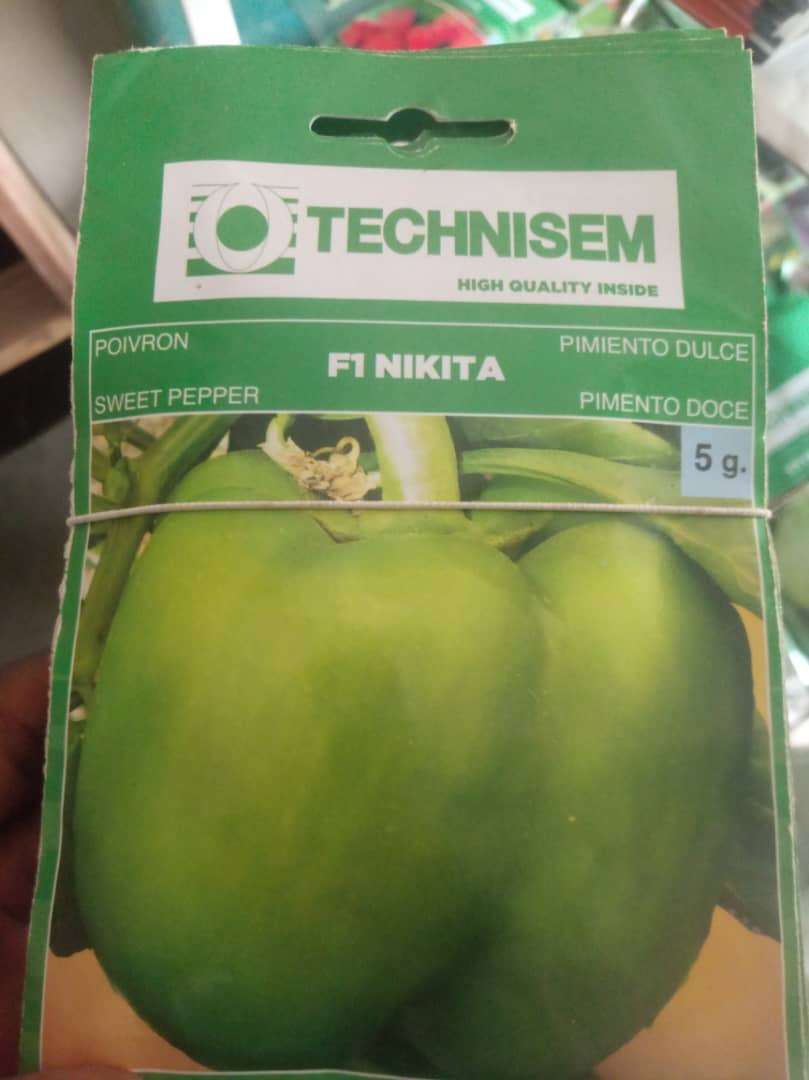 TECHNISEM
HIGH QUALITY INSIDE
POIVRON
PIMIENTO DULCE
F1 NIKITA
SWEET PEPPER
PIMENTO DOCE
5 g.